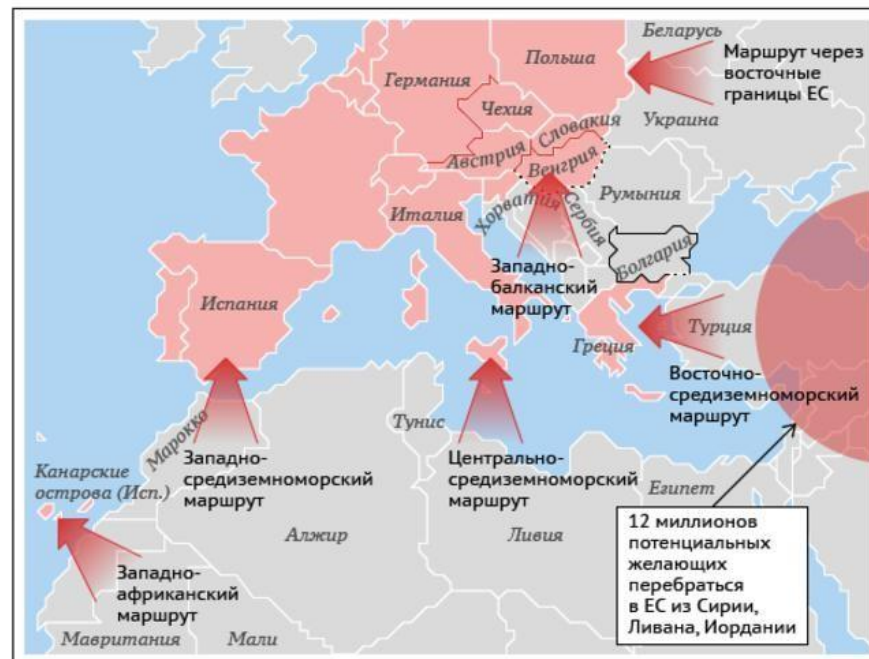 Беларусь
Польша
Маршрут через
восточные
границы ЕС
Германия
Чехия
Словакия
Украина
Австрия
Венгрия
Румыния
Италия
Хорватия
Сербия
Болгария
Западно-
балканский
маршрут
Испания
Турция
Греция
Восточно-
средиземноморский
маршрут
Марокко
Тунис
Канарские
острова (Исп.)
Западно-
средиземноморский
маршрут
Центрально-
средиземноморский
маршрут
Египет
Алжир
Ливия
12 миллионов
потенциальных
желающих
перебраться
в ЕС из Сирии,
Ливана, Иордании
Западно-
африканский
маршрут
Мавритания
Мали